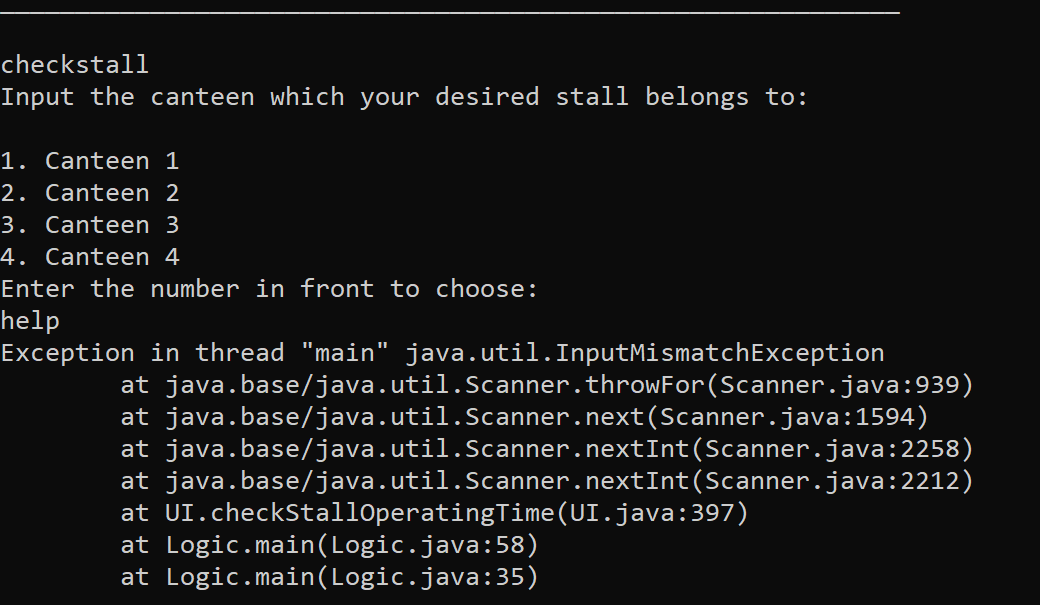 checkstall
Input the canteen which your desired stall belongs to:
1. Canteen 1
2. Canteen 2
3. Canteen 3
4. Canteen 4
Enter the number in front to choose:
help
Exception in thread "main" java.util.InputMismatchException
at java.base/java.util.Scanner.throwFor(Scanner.java:939)
at java.base/java.util.Scanner.next(Scanner.java:1594)
at java.base/java.util.Scanner.nextInt(Scanner.java:2258)
at java.base/java.util.Scanner.nextInt(Scanner.java:2212)
at UI.checkStallOperatingTime(UI.java:397)
at Logic.main(Logic.java:58)
at Logic.main(Logic.java:35)